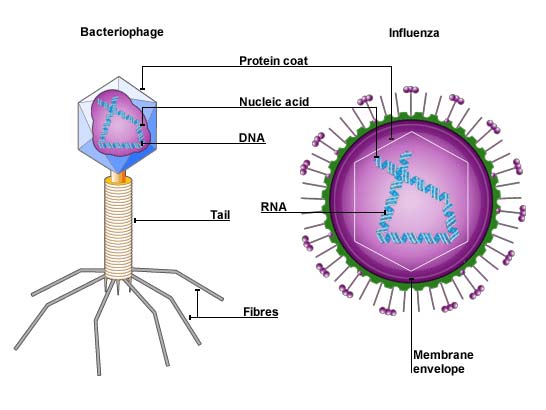 Bacteriophage
Influenza
Protein coat
Nucleic acid
DNA
RNA
Tail
Fibres
Membrane
envelope